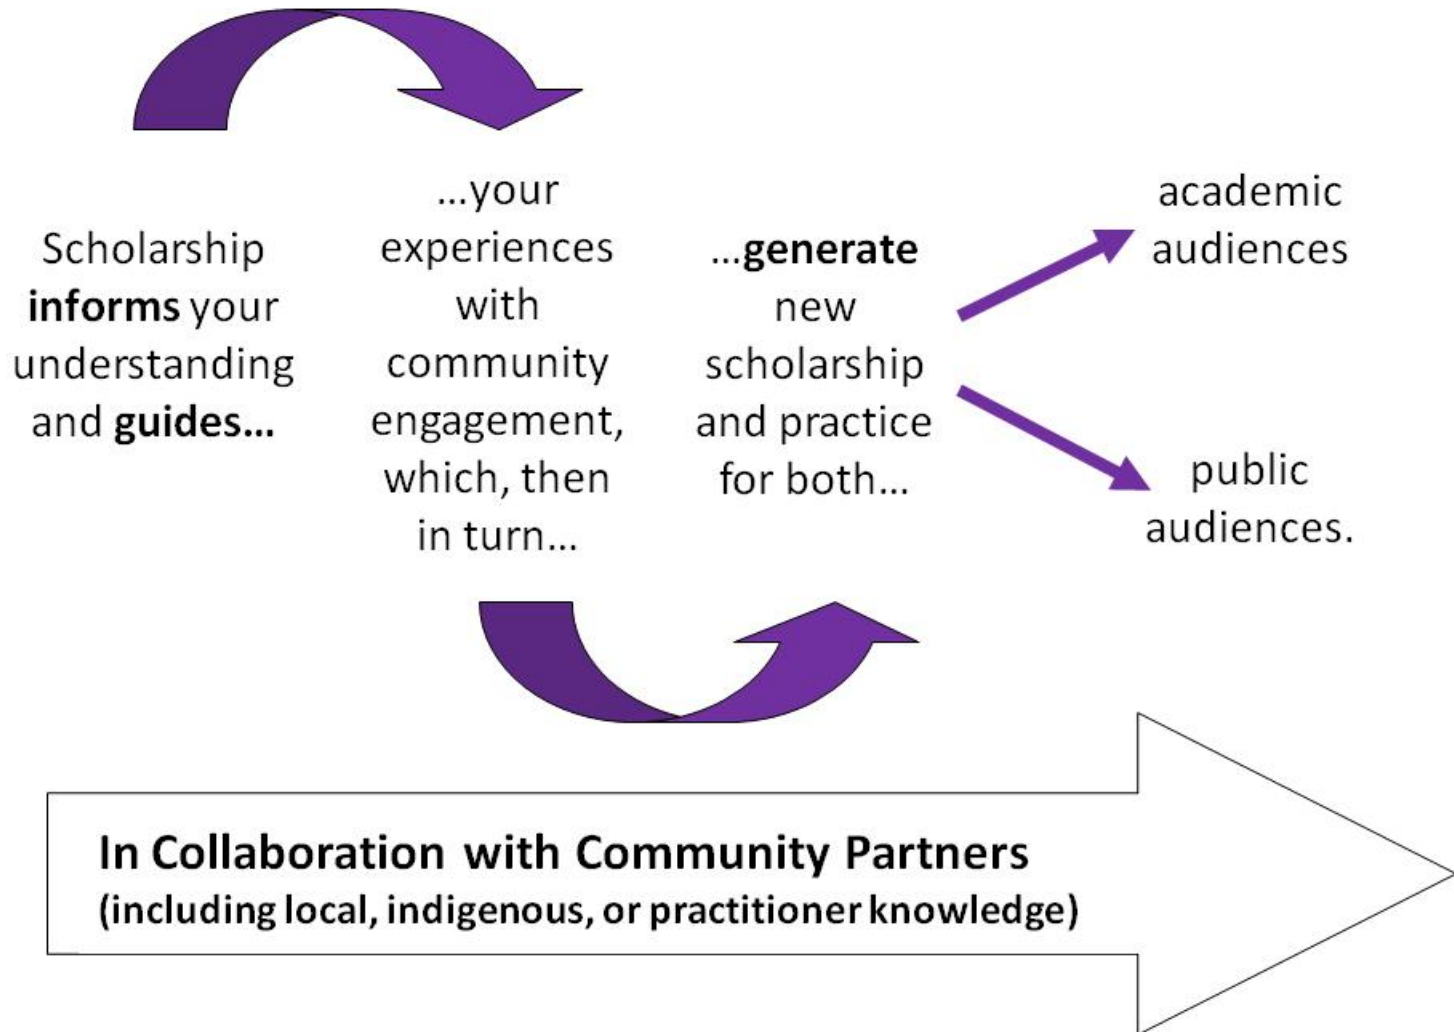 Scholarship
informs your
understanding
and guides…
…your
experiences
with
community
engagement,
which, then
in turn…
…generate
new
scholarship
and practice
for both…
academic
audiences
public
audiences.
In Collaboration with Community Partners
(including local, indigenous, or practitioner knowledge)